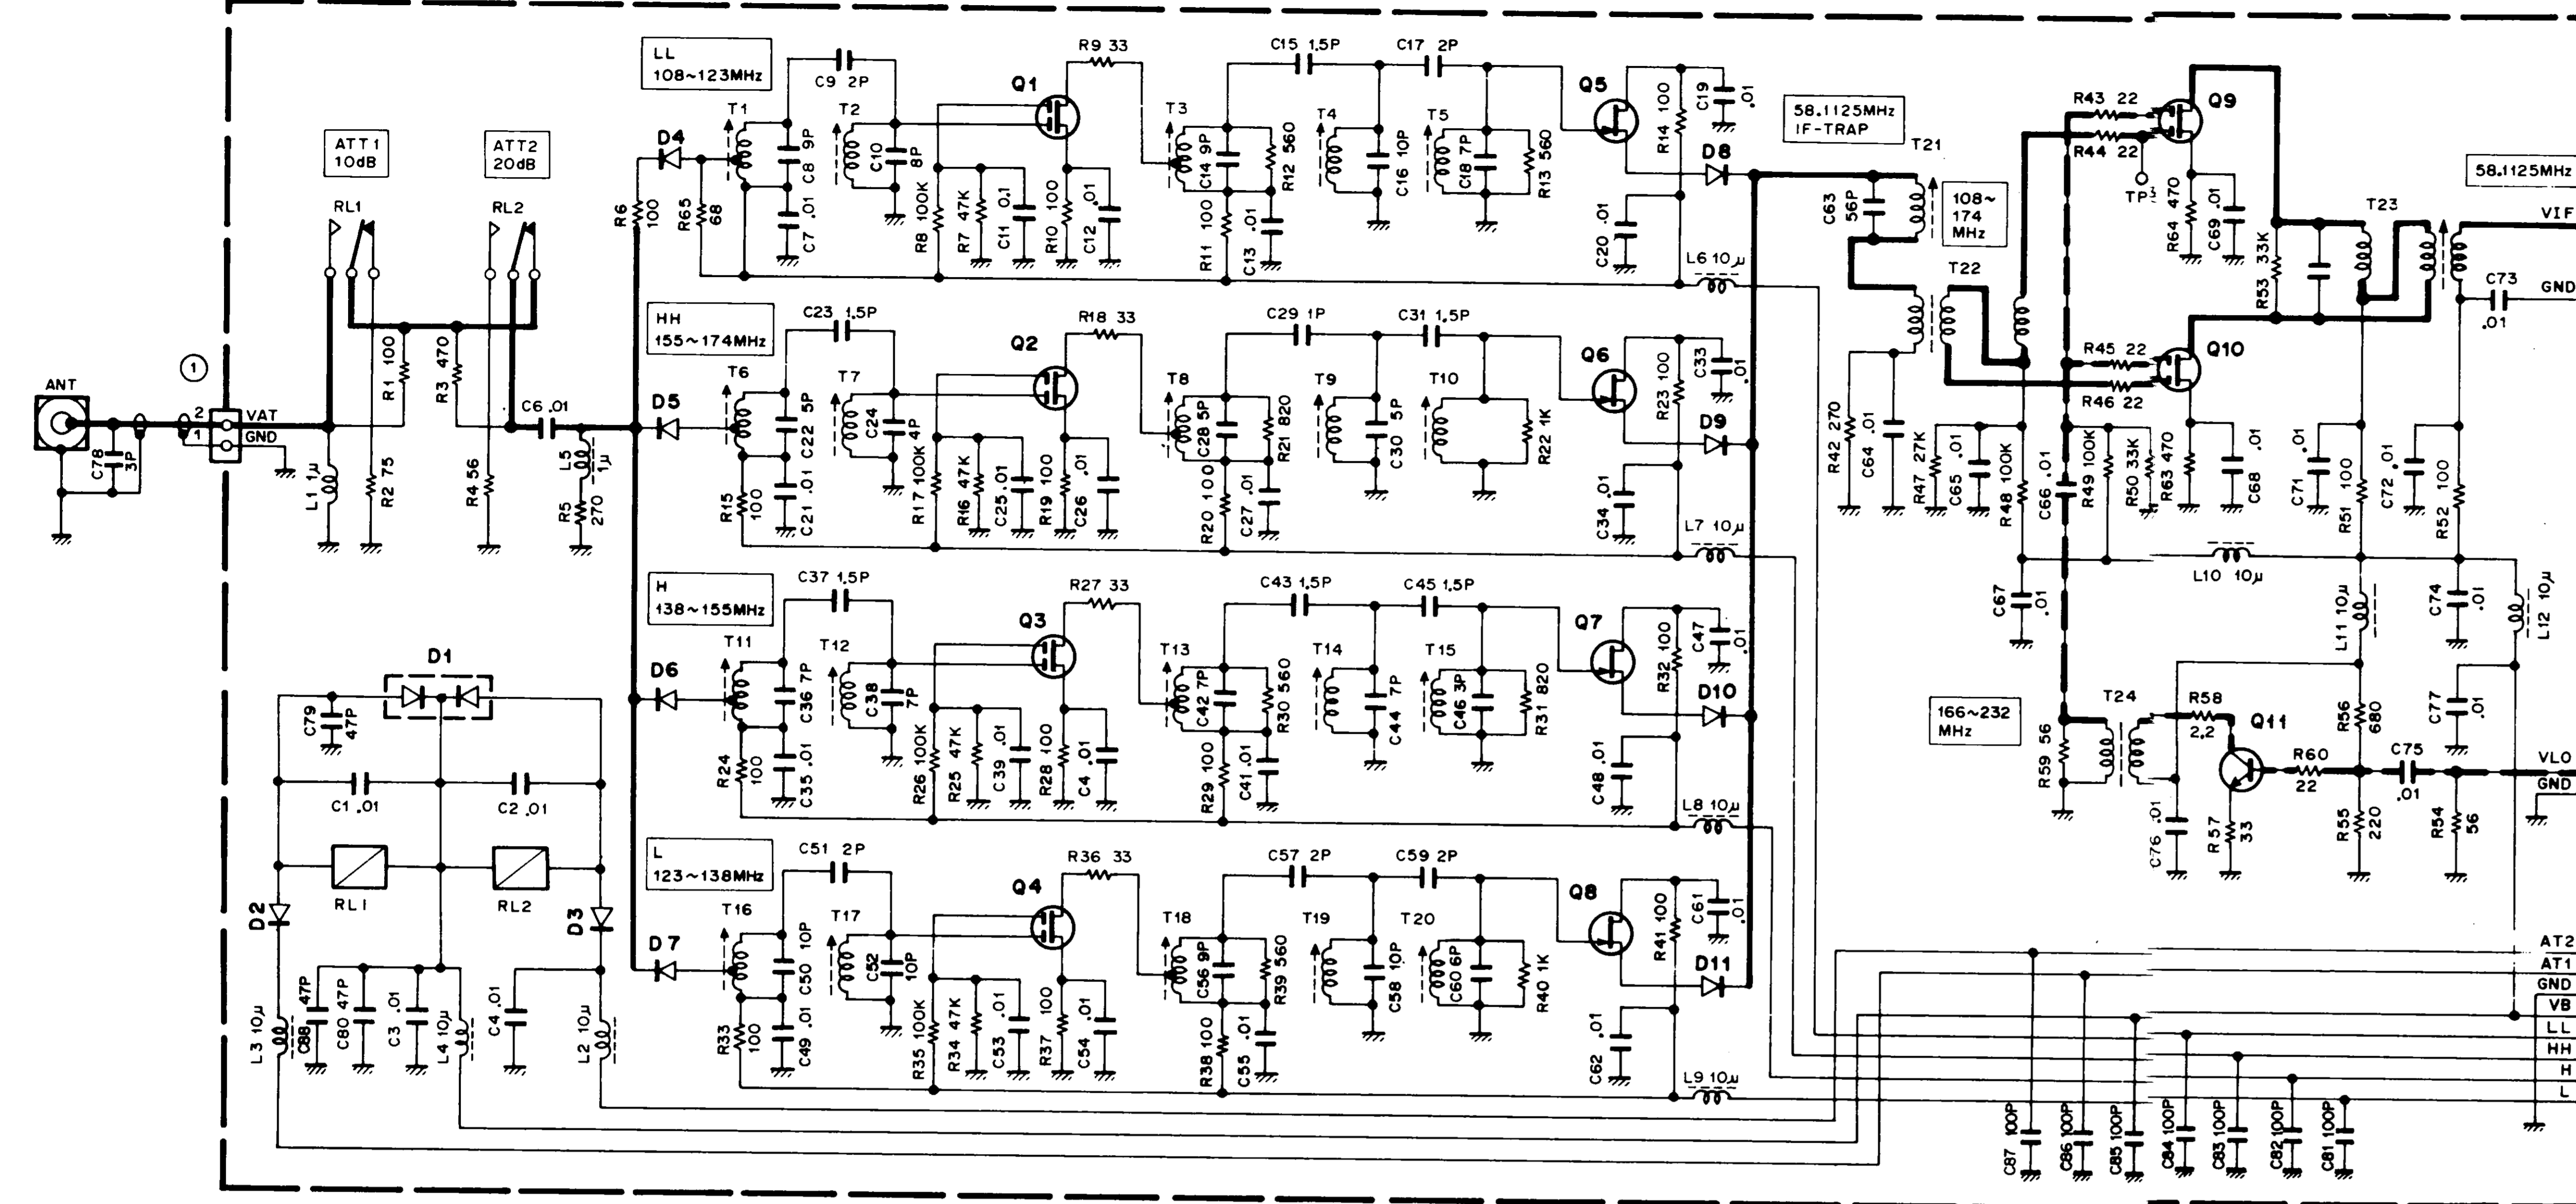 LL
108~123MHz
C9 2P
R9 33
Q1
T1
T2
D4
C8 9P
C10
8P
R6
100
R65
68
C7 .01
R8 100K
R7 47K
C11 0.1
R10 100
C12 .01
C15 1.5P
C17 2P
T3
T4
T5
C14 9P
R12 560
C16 10P
C18 7P
R13 560
R11 100
C13 .01
Q5
R14 100
C19 .01
D8
C20 .01
L6 10μ
ATT1
10dB
ATT2
20dB
RL1
RL2
R1 100
R3 470
ANT
1
2
1
VAT
GND
C78
3P
L1 1μ
R2 75
R4 56
C6 .01
L5
1μ
R5
270
HH
155~174MHz
C23 1.5P
R18 33
Q2
T6
T7
D5
C22 5P
C24
4P
R15
100
C21 .01
R17 100K
R16 47K
C25 .01
R19 100
C26 .01
C29 1P
C31 1.5P
T8
T9
T10
C28 5P
R21 820
C30 5P
R22 1K
R20 100
C27 .01
Q6
R23 100
C33 .01
D9
C34 .01
L7 10μ
H
138~155MHz
C37 1.5P
R27 33
Q3
T11
T12
D6
C36 7P
C38
7P
R24
100
C35 .01
R26 100K
R25 47K
C39 .01
R28 100
C4 .01
C43 1.5P
C45 1.5P
T13
T14
T15
C42 7P
R30 560
C44 7P
C46 3P
R31 820
R29 100
C41 .01
Q7
R32 100
C47 .01
D10
C48 .01
L8 10μ
L
123~138MHz
C51 2P
R36 33
Q4
T16
T17
D7
C50 10P
C52
10P
R33
100
C49 .01
R35 100K
R34 47K
C53 .01
R37 100
C54 .01
C57 2P
C59 2P
T18
T19
T20
C56 9P
R39 560
C58 10P
C60 6P
R40 1K
R38 100
C55 .01
Q8
R41 100
C61 .01
D11
C62 .01
L9 10μ
D1
C79
47P
C1 .01
C2 .01
RL1
RL2
D2
D3
L3 10μ
C88 47P
C80 47P
C3 .01
L4 10μ
C4 .01
L2 10μ
58.1125MHz
IF-TRAP
T21
C63
56P
108~
174
MHz
T22
R42 270
C64 .01
R43 22
R44 22
Q9
TP3
R64 470
C69 .01
R53 33K
T23
58.1125MHz
VIF
C73
.01
GND
R45 22
R46 22
Q10
R47 27K
C65 .01
R48 100K
C66 .01
R49 100K
R50 33K
R63 470
C68 .01
C71 .01
R51 100
C72 .01
R52 100
C67
.01
L10 10μ
L11 10μ
C74
.01
L12 10μ
166~232
MHz
T24
R58
2.2
Q11
R56
680
C77
.01
R59 56
R60
22
C75
.01
VLO
GND
C76 .01
R57
33
R55
220
R54
56
AT2
AT1
GND
VB
LL
HH
H
L
C87 100P
C86 100P
C85 100P
C84 100P
C83 100P
C82 100P
C81 100P